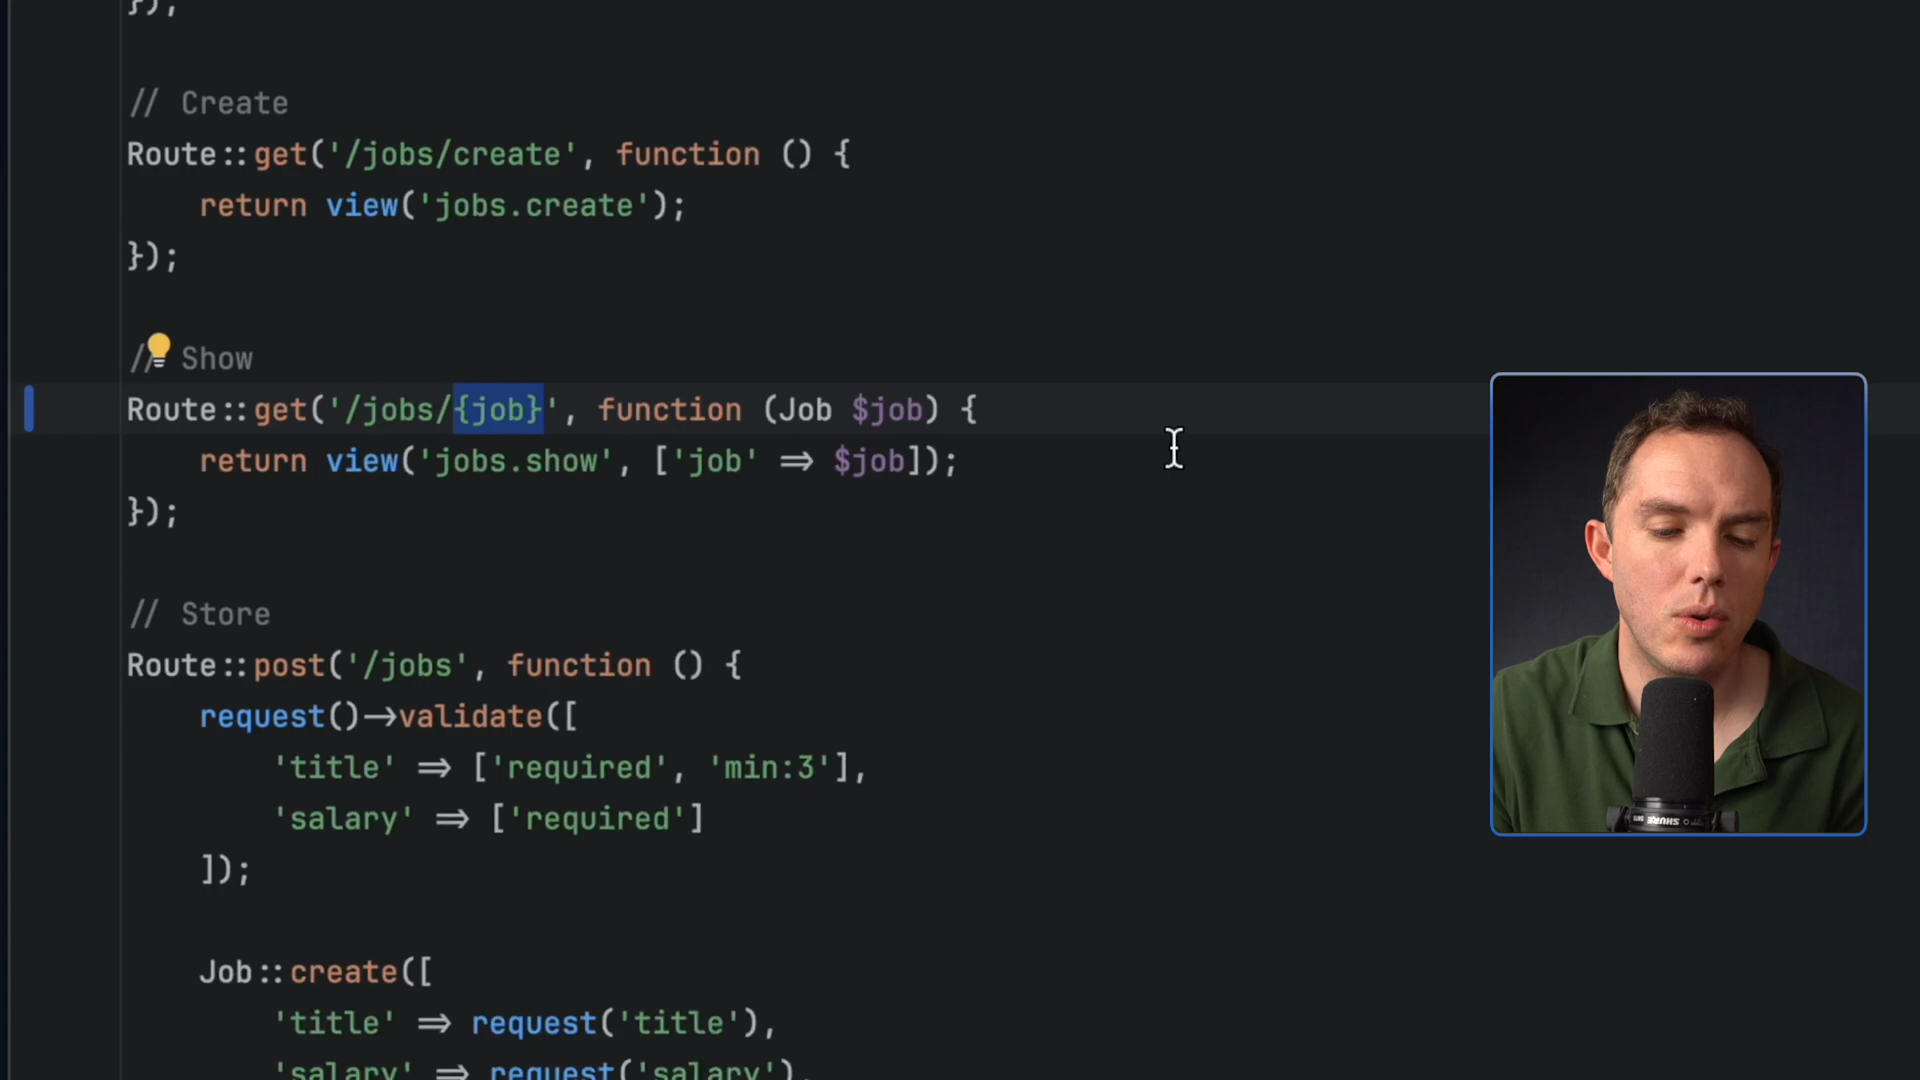 });
// Create
Route::get('/jobs/create', function () {
return view('jobs.create');
});
// Show
Route::get('/jobs/{job}', function (Job $job) {
return view('jobs.show', ['job' => $job]);
});
// Store
Route::post('/jobs', function () {
request()->validate([
'title' => ['required', 'min:3'],
'salary' => ['required']
]);
Job::create([
'title' => request('title'),
'salary' => request('salary'),
SHURE